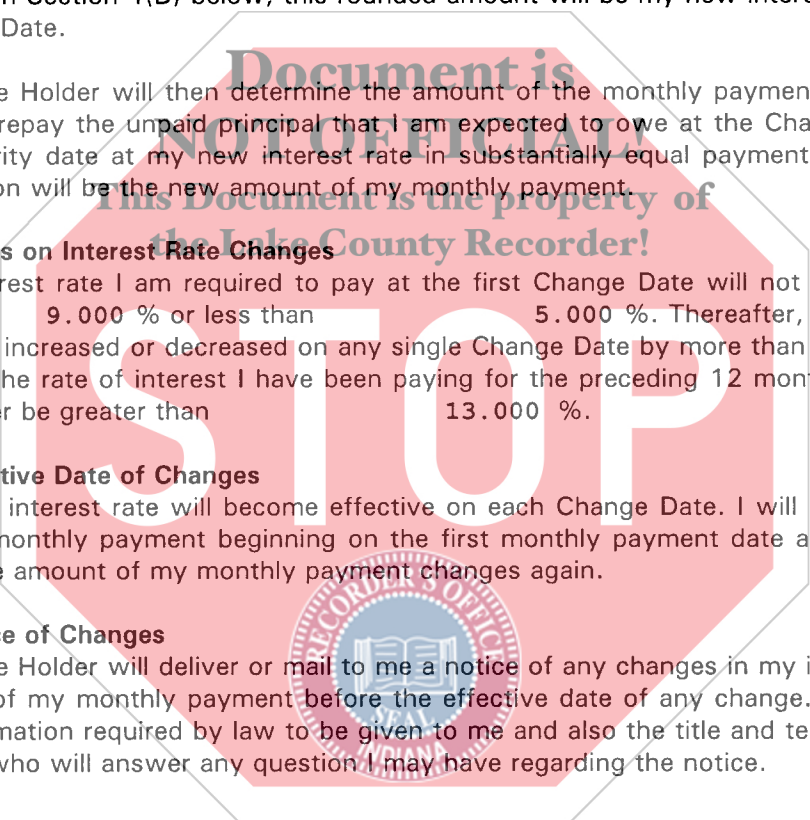 n Section 4(D) below, this rounded amount will be my new intere
Date.
Document is
e Holder will then determine the amount of the monthly paymen
repay the unpaid principal that I am expected to owe at the Cha
NOT OFFICIAL!
rity date at my new interest rate in substantially equal payment
on will be the new amount of my monthly payment.
This Document is the property of
the Lake County Recorder!
s on Interest Rate Changes
rest rate I am required to pay at the first Change Date will not
9.000 % or less than 5.000 %. Thereafter,
increased or decreased on any single Change Date by more than
he rate of interest I have been paying for the preceding 12 mon
r be greater than 13.000 %.
STOP
tive Date of Changes
interest rate will become effective on each Change Date. I will
monthly payment beginning on the first monthly payment date a
e amount of my monthly payment changes again.
ce of Changes
e Holder will deliver or mail to me a notice of any changes in my i
of my monthly payment before the effective date of any change.
mation required by law to be given to me and also the title and te
who will answer any question I may have regarding the notice.
RECORDER'S OFFICE
SEAL
INDIANA